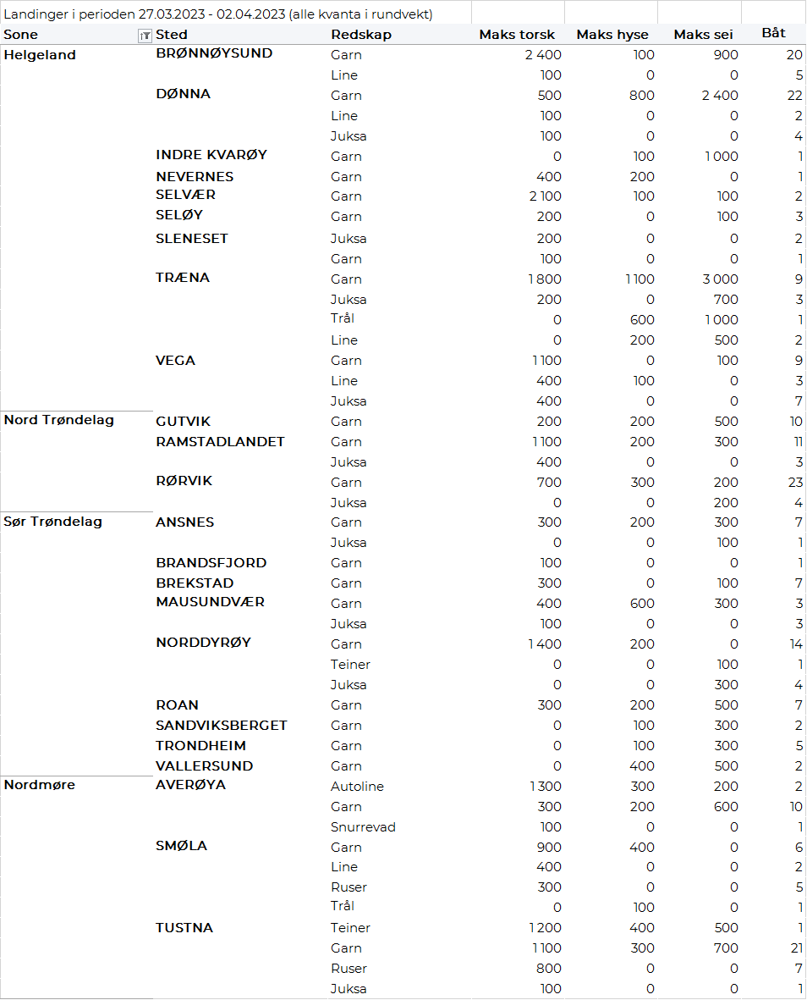 Landinger i perioden 27.03.2023 - 02.04.2023 (alle kvanta i rundvekt)
Sone Sted Redskap Maks torsk Maks hyse Maks sei Båt
Helgeland BRØNNØYSUND Garn 2 400 100 900 20
Line 100 0 0 5
DØNNA Garn 500 800 2 400 22
Line 100 0 0 2
Juksa 100 0 0 4
INDRE KVARØY Garn 0 100 1 000 1
NEVERNES Garn 400 200 0 1
SELVÆR Garn 2 100 100 100 2
SELØY Garn 200 0 100 3
SLENESET Juksa 200 0 0 2
Garn 100 0 0 1
TRÆNA Garn 1 800 1 100 3 000 9
Juksa 200 0 700 3
Trål 0 600 1 000 1
Line 0 200 500 2
VEGA Garn 1 100 0 100 9
Line 400 100 0 3
Juksa 400 0 0 7
Nord Trøndelag GUTVIK Garn 200 200 500 10
RAMSTADLANDET Garn 1 100 200 300 11
Juksa 400 0 0 3
RØRVIK Garn 700 300 200 23
Juksa 0 0 200 4
Sør Trøndelag ANSNES Garn 300 200 300 7
Juksa 0 0 100 1
BRANDSFJORD Garn 100 0 0 1
BREKSTAD Garn 300 0 100 7
MAUSUNDVÆR Garn 400 600 300 3
Juksa 100 0 0 3
NORDDYRØY Garn 1 400 200 0 14
Teiner 0 0 100 1
Juksa 0 0 300 4
ROAN Garn 300 200 500 7
SANDVIKSBERGET Garn 0 100 300 2
TRONDHEIM Garn 0 100 300 5
VALLERSUND Garn 0 400 500 2
Nordmøre AVERØYA Autoline 1 300 300 200 2
Garn 300 200 600 10
Snurrevad 100 0 0 1
SMØLA Garn 900 400 0 6
Line 400 0 0 2
Ruser 300 0 0 5
Trål 0 100 0 1
TUSTNA Teiner 1 200 400 500 1
Garn 1 100 300 700 21
Ruser 800 0 0 7
Juksa 100 0 0 1